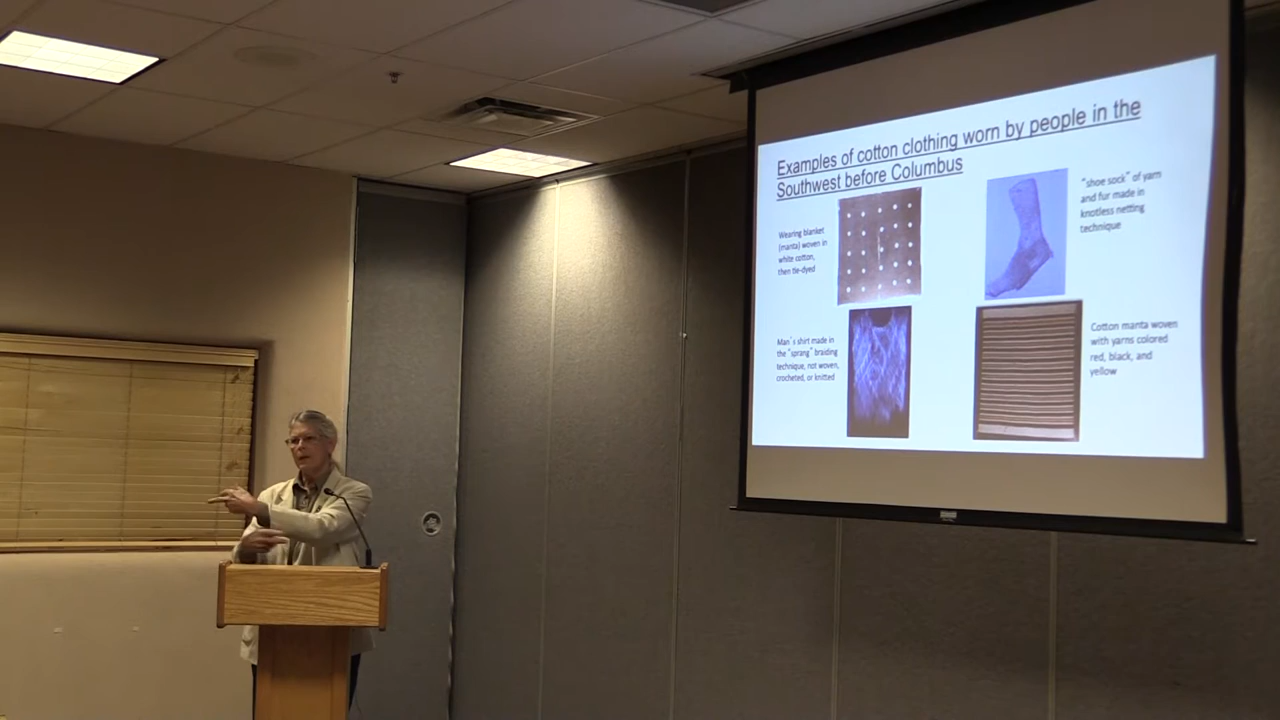 Examples of cotton clothing worn by people in the
Southwest before Columbus
Wearing blanket
(manta) woven in
white cotton,
then tie-dyed
"shoe sock" of yarn
and fur made in
knotless netting
technique
Man's shirt made in
the "sprang" braiding
technique, not woven,
crocheted, or knitted
Cotton manta woven
with yarns colored
red, black, and
yellow